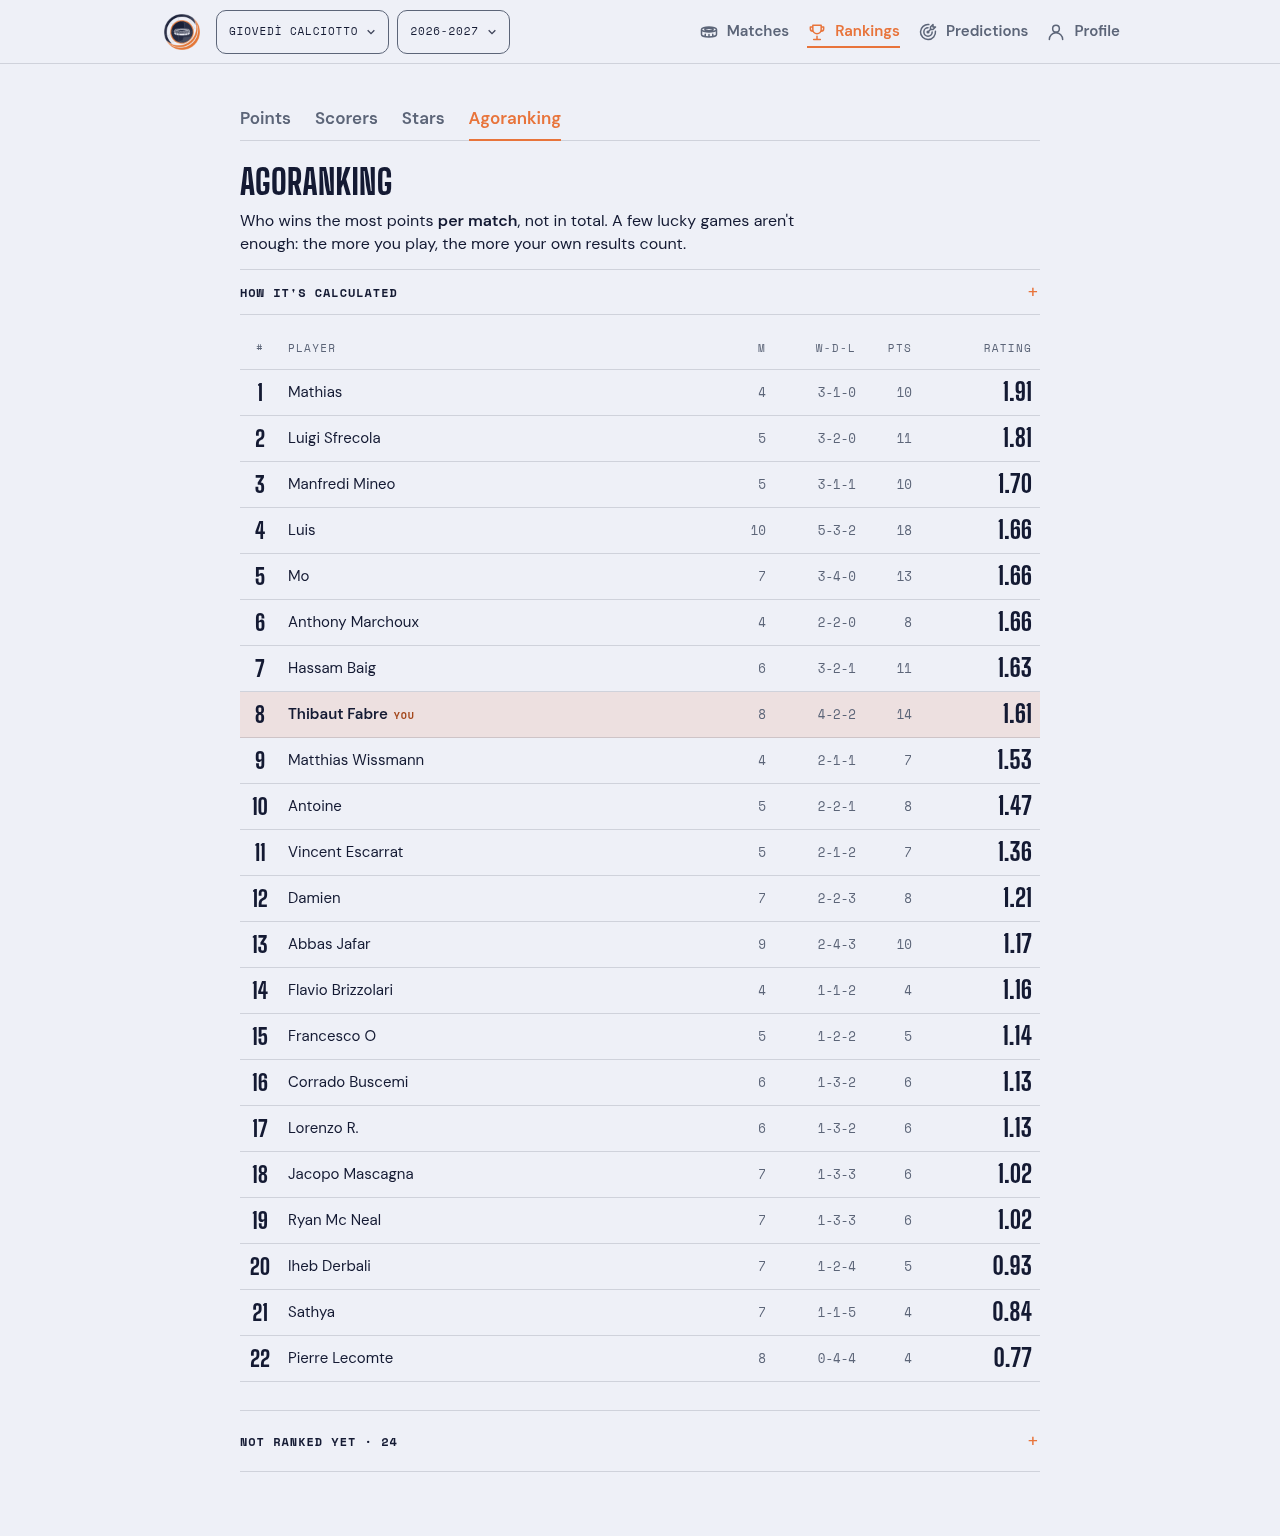 GIOVEDÌ CALCIOTTO
2026-2027
Matches
Rankings
Predictions
Profile
Points
Scorers
Stars
Agoranking
AGORANKING
Who wins the most points per match, not in total. A few lucky games aren't
enough: the more you play, the more your own results count.
HOW IT'S CALCULATED +
# PLAYER M W-D-L PTS RATING
1 Mathias 4 3-1-0 10 1.91
2 Luigi Sfrecola 5 3-2-0 11 1.81
3 Manfredi Mineo 5 3-1-1 10 1.70
4 Luis 10 5-3-2 18 1.66
5 Mo 7 3-4-0 13 1.66
6 Anthony Marchoux 4 2-2-0 8 1.66
7 Hassam Baig 6 3-2-1 11 1.63
8 Thibaut Fabre YOU 8 4-2-2 14 1.61
9 Matthias Wissmann 4 2-1-1 7 1.53
10 Antoine 5 2-2-1 8 1.47
11 Vincent Escarrat 5 2-1-2 7 1.36
12 Damien 7 2-2-3 8 1.21
13 Abbas Jafar 9 2-4-3 10 1.17
14 Flavio Brizzolari 4 1-1-2 4 1.16
15 Francesco O 5 1-2-2 5 1.14
16 Corrado Buscemi 6 1-3-2 6 1.13
17 Lorenzo R. 6 1-3-2 6 1.13
18 Jacopo Mascagna 7 1-3-3 6 1.02
19 Ryan Mc Neal 7 1-3-3 6 1.02
20 Iheb Derbali 7 1-2-4 5 0.93
21 Sathya 7 1-1-5 4 0.84
22 Pierre Lecomte 8 0-4-4 4 0.77
NOT RANKED YET · 24 +